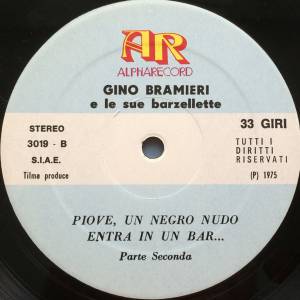 AR
ALPHARECORD
GINO BRAMIERI
e le sue barzellette
STEREO
3019 - B
S.I.A.E.
Tilma produce
33 GIRI
TUTTI I
DIRITTI
RISERVATI
(P) 1975
PIOVE, UN NEGRO NUDO
ENTRA IN UN BAR...
Parte Seconda